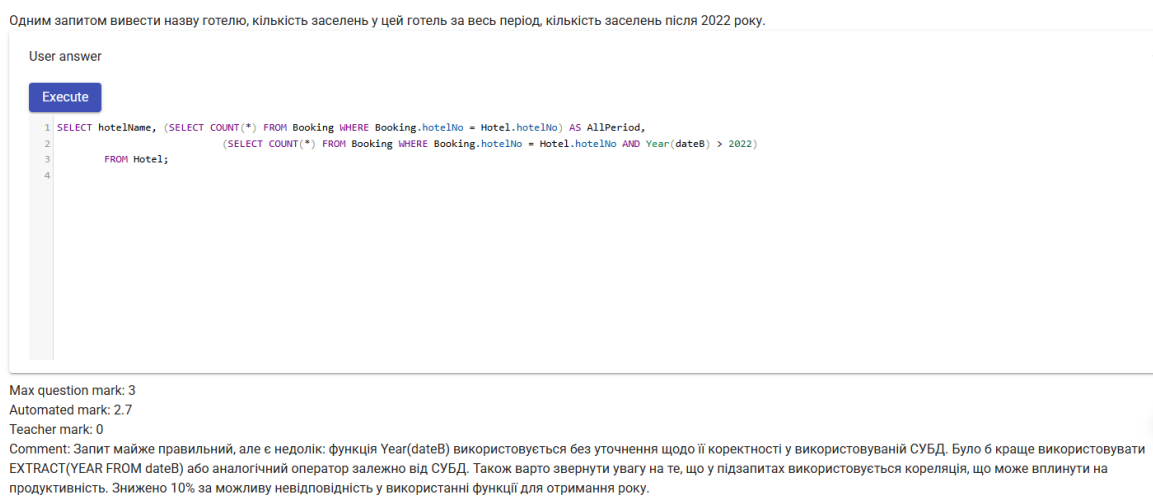 Одним запитом вивести назву готелю, кількість заселень у цей готель за весь період, кількість заселень після 2022 року.
User answer
Execute
1 SELECT hotelName, (SELECT COUNT(*) FROM Booking WHERE Booking.hotelNo = Hotel.hotelNo) AS AllPeriod,
2 (SELECT COUNT(*) FROM Booking WHERE Booking.hotelNo = Hotel.hotelNo AND Year(dateB) > 2022)
3 FROM Hotel;
4
Max question mark: 3
Automated mark: 2.7
Teacher mark: 0
Comment: Запит майже правильний, але є недолік: функція Year(dateB) використовується без уточнення щодо її коректності у використовуваній СУБД. Було б краще використовувати
EXTRACT(YEAR FROM dateB) або аналогічний оператор залежно від СУБД. Також варто звернути увагу на те, що у підзапитах використовується кореляція, що може вплинути на
продуктивність. Знижено 10% за можливу невідповідність у використанні функції для отримання року.